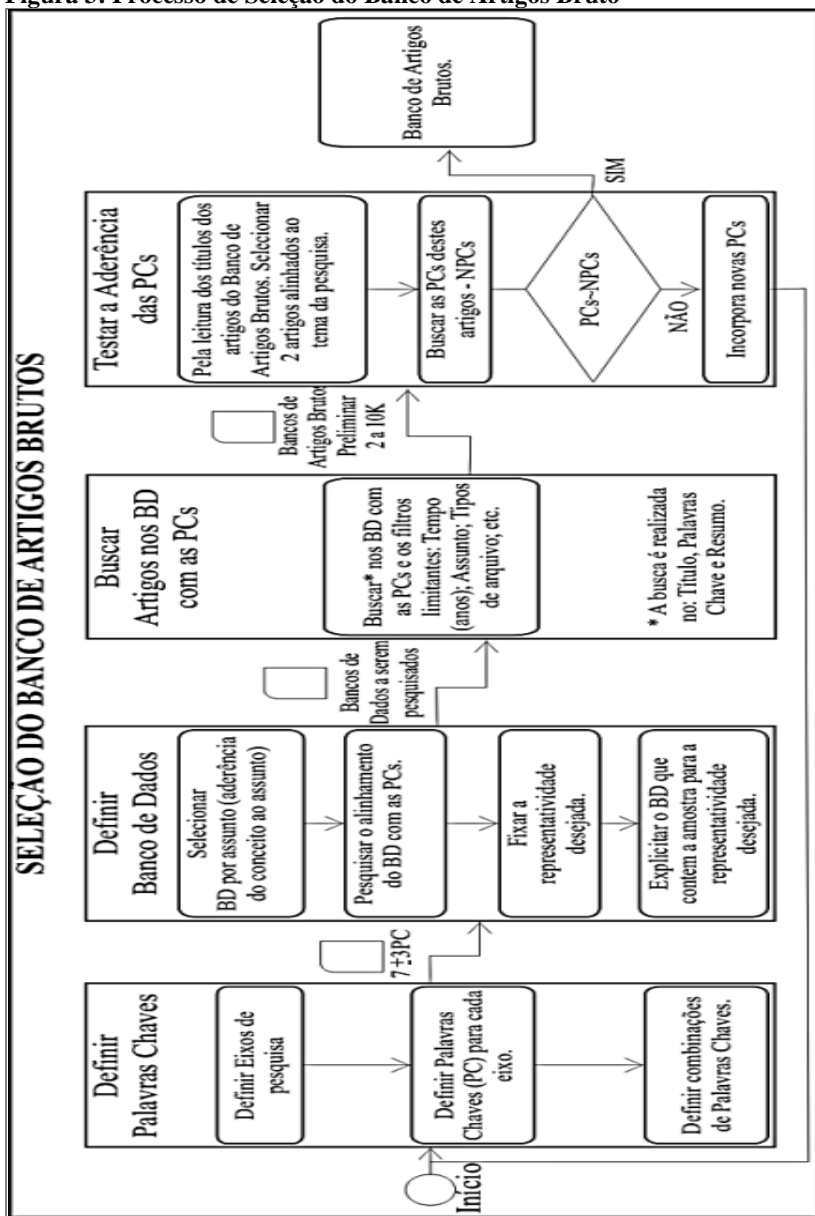 Figura 3: Processo de Seleção do Banco de Artigos Bruto
SELEÇÃO DO BANCO DE ARTIGOS BRUTOS
Início
Definir
Palavras Chaves
Definir Eixos de
pesquisa
Definir Palavras
Chaves (PC) para cada
eixo.
Definir combinações
de Palavras Chaves.
7±3PC
Definir
Banco de Dados
Selecionar
BD por assunto (aderência
do conceito ao assunto)
Pesquisar o alinhamento
do BD com as PCs.
Fixar a
representatividade
desejada.
Explicitar o BD que
contem a amostra para a
representatividade
desejada.
Bancos de
Dados a serem
pesquisados
Buscar
Artigos nos BD
com as PCs
Buscar* nos BD com
as PCs e os filtros
limitantes: Tempo
(anos); Assunto; Tipos
de arquivo; etc.
* A busca é realizada
no: Título, Palavras
Chave e Resumo.
Bancos de
Artigos Brutos
Preliminar
2 a 10K
Testar a Aderência
das PCs
Pela leitura dos títulos dos
artigos do Banco de
Artigos Brutos. Selecionar
2 artigos alinhados ao
tema da pesquisa.
Buscar as PCs destes
artigos - NPCs
PCs~NPCs
SIM
NÃO
Incorpora novas PCs
Banco de Artigos
Brutos.